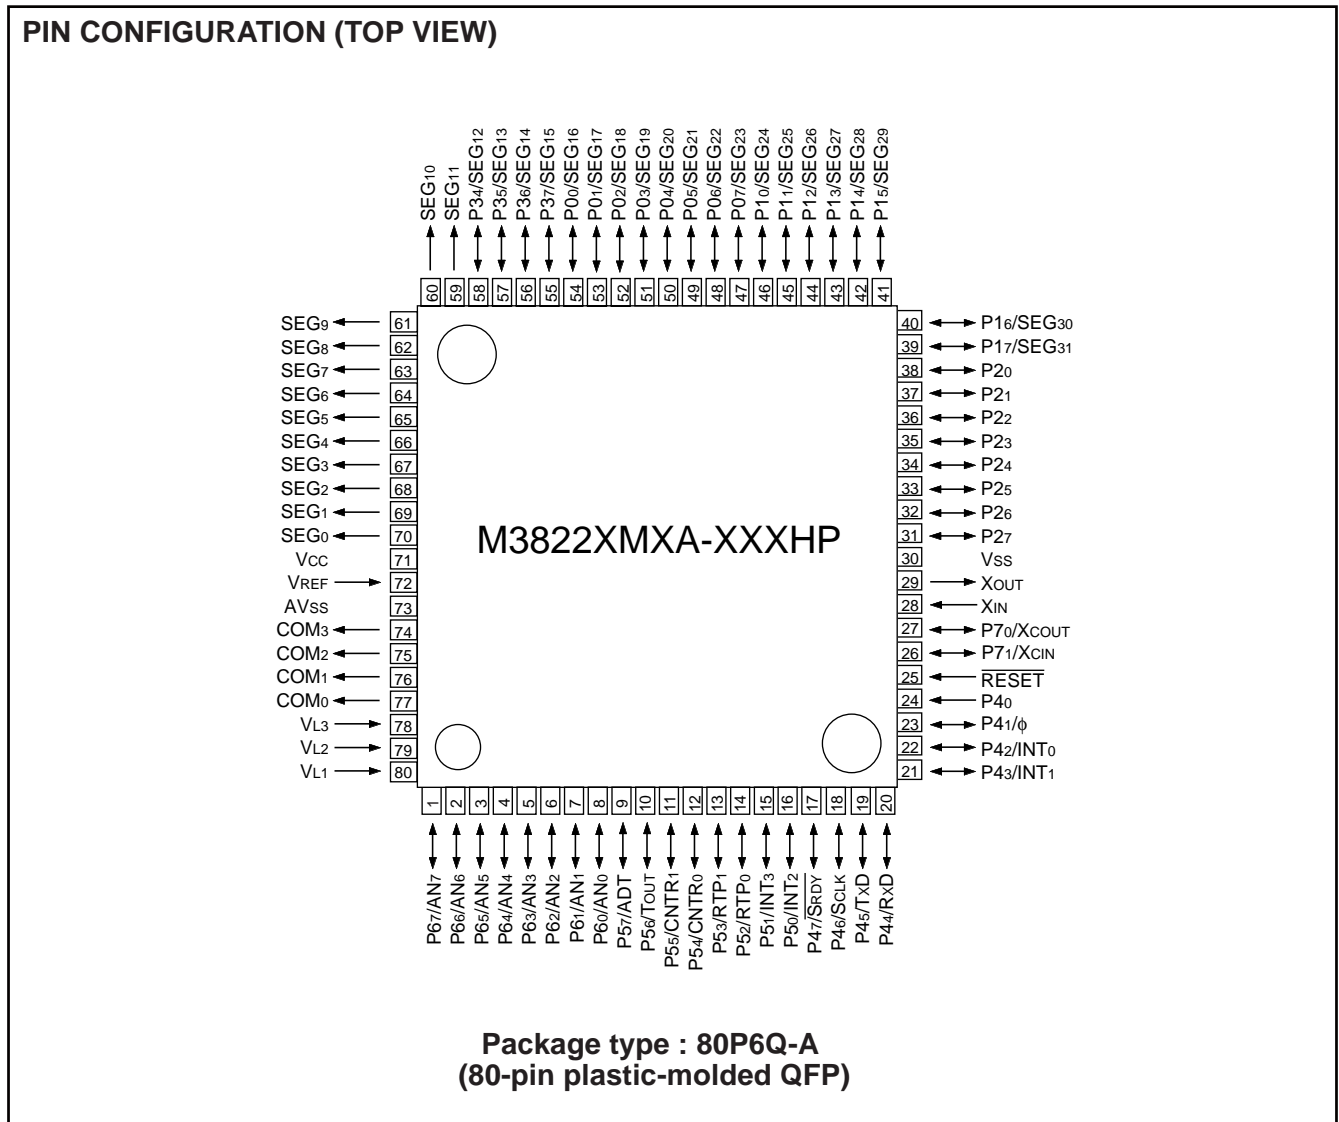 PIN CONFIGURATION (TOP VIEW)
SEG10
SEG11
P34/SEG12
P35/SEG13
P36/SEG14
P37/SEG15
P00/SEG16
P01/SEG17
P02/SEG18
P03/SEG19
P04/SEG20
P05/SEG21
P06/SEG22
P07/SEG23
P10/SEG24
P11/SEG25
P12/SEG26
P13/SEG27
P14/SEG28
P15/SEG29
60 59 58 57 56 55 54 53 52 51 50 49 48 47 46 45 44 43 42 41
SEG9 61
SEG8 62
SEG7 63
SEG6 64
SEG5 65
SEG4 66
SEG3 67
SEG2 68
SEG1 69
SEG0 70
VCC 71
VREF 72
AVSS 73
COM3 74
COM2 75
COM1 76
COM0 77
VL3 78
VL2 79
VL1 80
M3822XMXA-XXXHP
40 P16/SEG30
39 P17/SEG31
38 P20
37 P21
36 P22
35 P23
34 P24
33 P25
32 P26
31 P27
30 VSS
29 XOUT
28 XIN
27 P70/XCOUT
26 P71/XCIN
25 RESET
24 P40
23 P41/ϕ
22 P42/INT0
21 P43/INT1
1 2 3 4 5 6 7 8 9 10 11 12 13 14 15 16 17 18 19 20
P67/AN7
P66/AN6
P65/AN5
P64/AN4
P63/AN3
P62/AN2
P61/AN1
P60/AN0
P57/ADT
P56/TOUT
P55/CNTR1
P54/CNTR0
P53/RTP1
P52/RTP0
P51/INT3
P50/INT2
P47/SRDY
P46/SCLK
P45/TxD
P44/RxD
Package type : 80P6Q-A
(80-pin plastic-molded QFP)